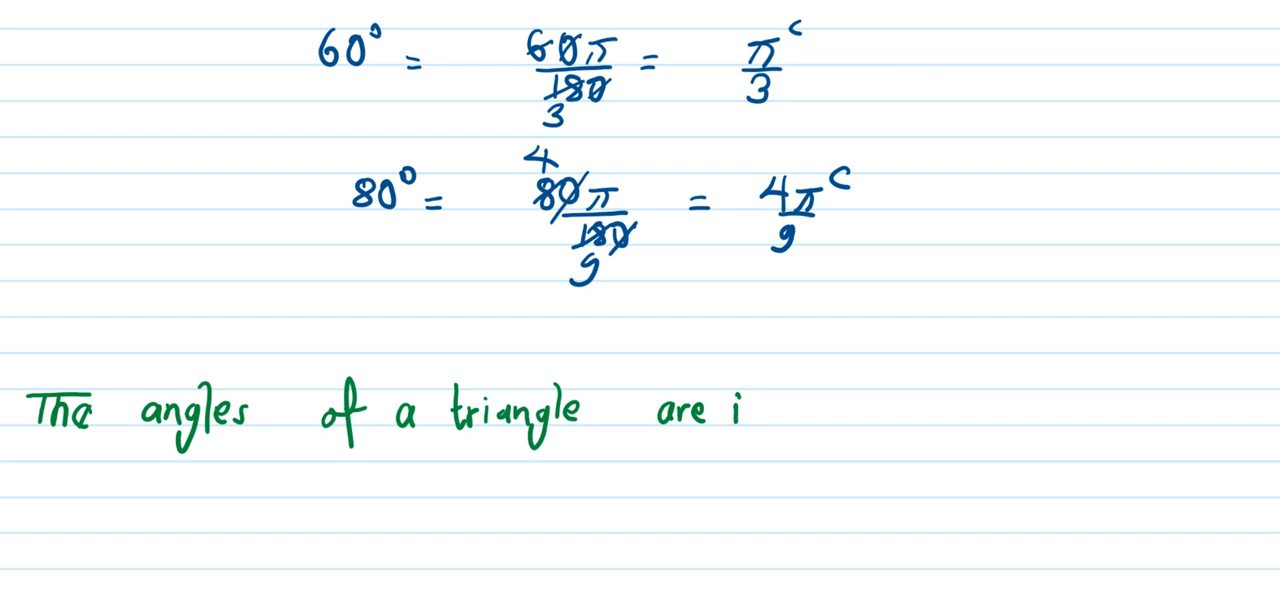 60° = 60π/180 3 = π/3 ᶜ
80° = 4 80π/180 9 = 4π/9 ᶜ
The angles of a triangle are i